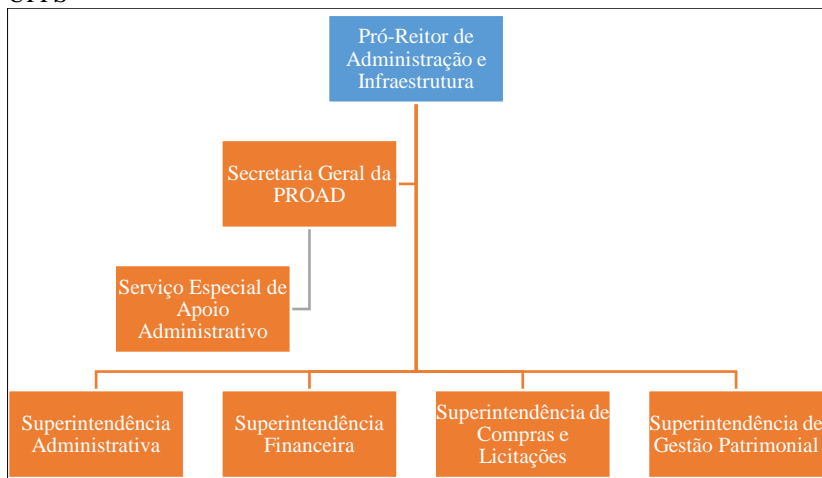 Pró-Reitor de
Administração e
Infraestrutura
Secretaria Geral da
PROAD
Serviço Especial de
Apoio
Administrativo
Superintendência
Administrativa
Superintendência
Financeira
Superintendência de
Compras e
Licitações
Superintendência de
Gestão Patrimonial